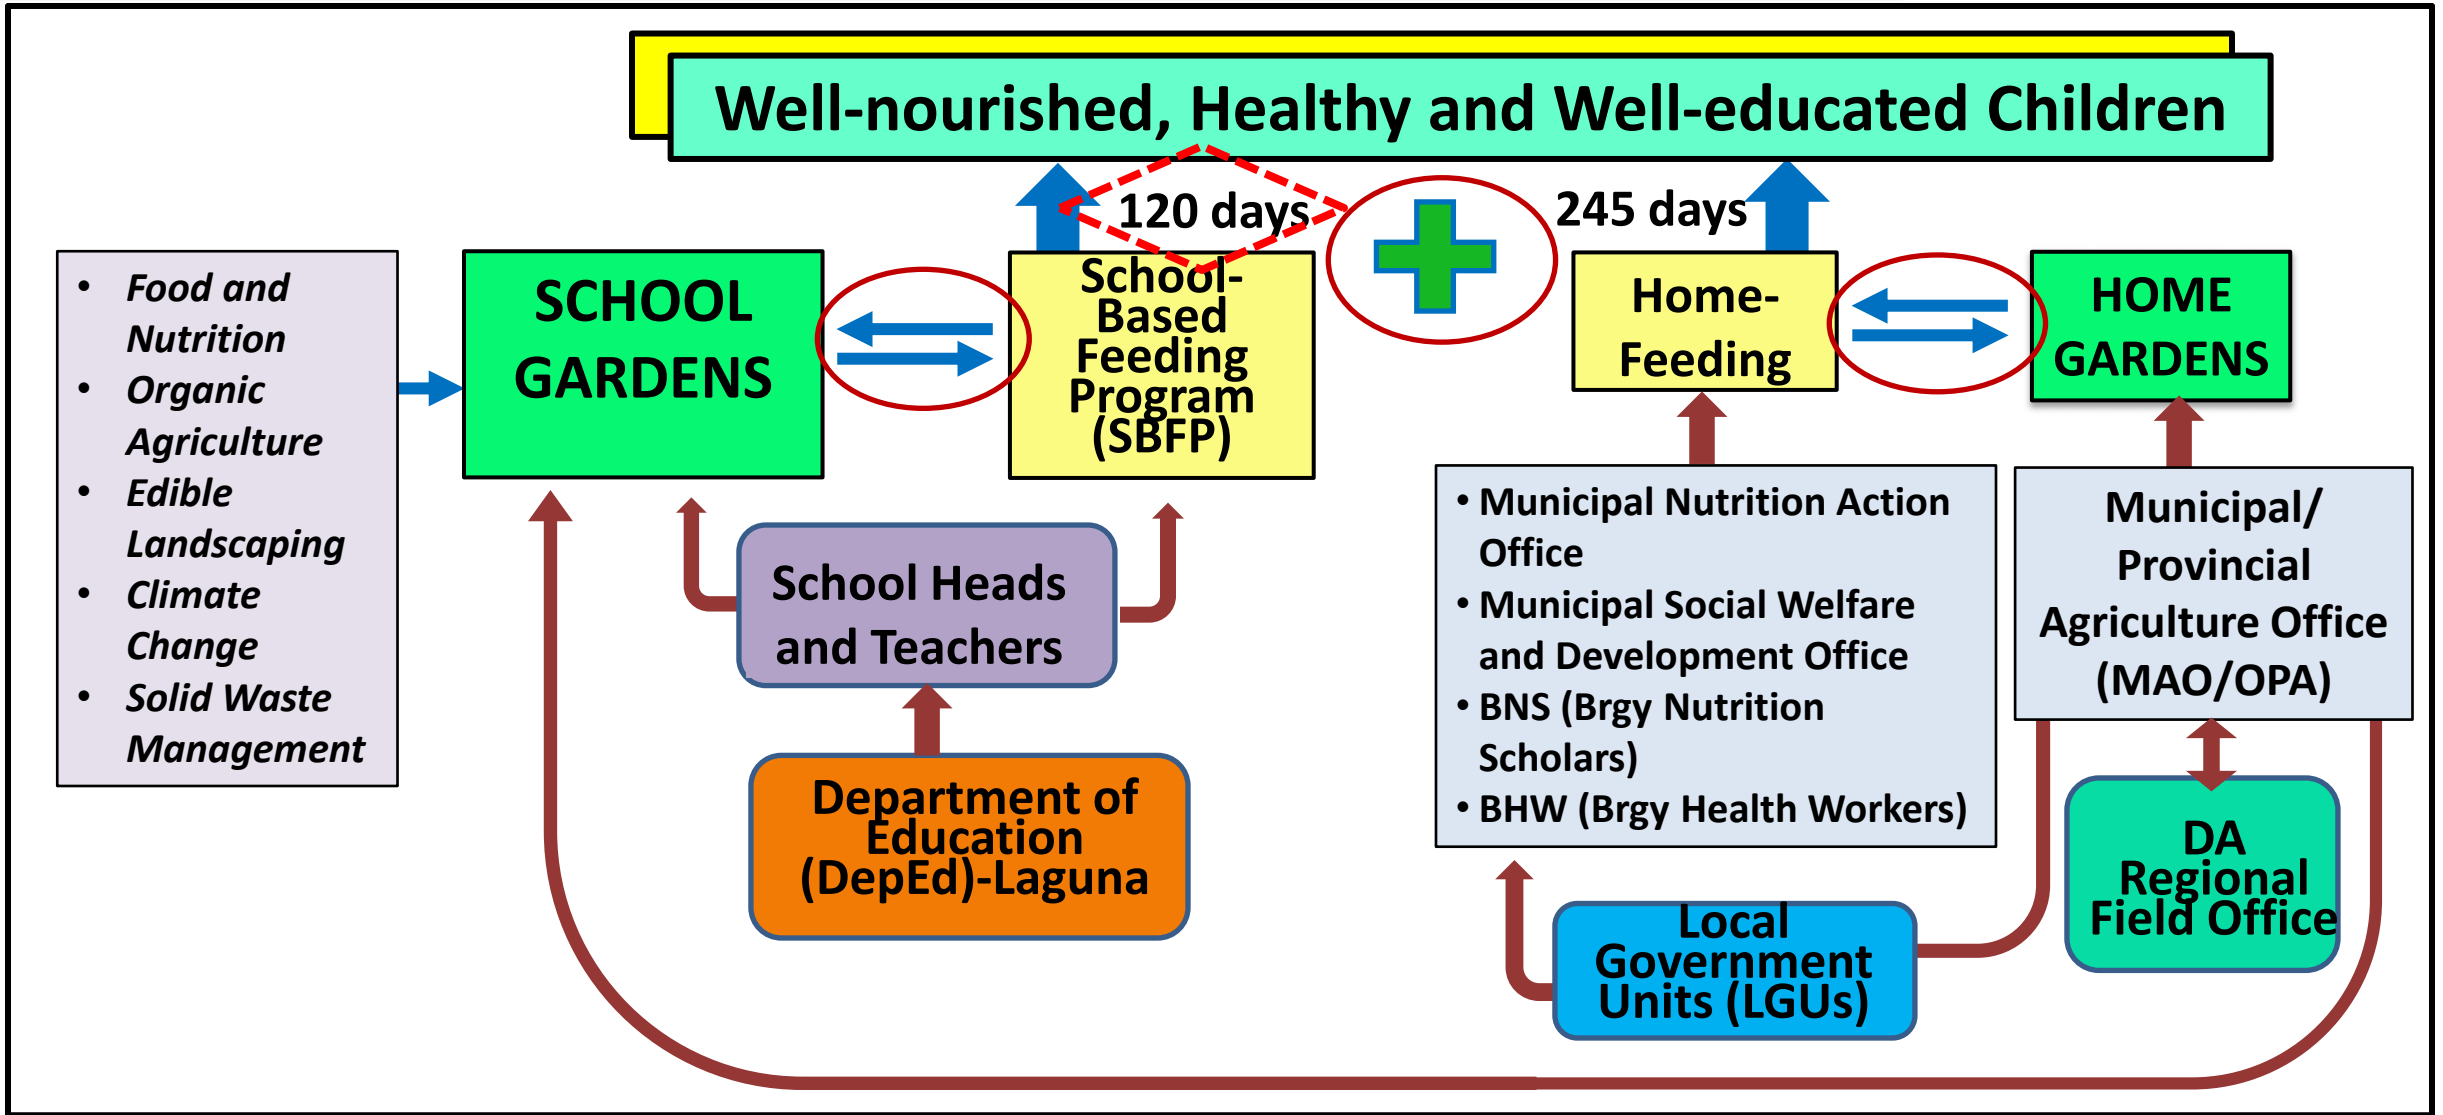 Well-nourished, Healthy and Well-educated Children
120 days
245 days
• Food and
Nutrition
• Organic
Agriculture
• Edible
Landscaping
• Climate
Change
• Solid Waste
Management
SCHOOL
GARDENS
School-
Based
Feeding
Program
(SBFP)
Home-
Feeding
HOME
GARDENS
School Heads
and Teachers
Department of
Education
(DepEd)-Laguna
• Municipal Nutrition Action
Office
• Municipal Social Welfare
and Development Office
• BNS (Brgy Nutrition
Scholars)
• BHW (Brgy Health Workers)
Municipal/
Provincial
Agriculture Office
(MAO/OPA)
Local
Government
Units (LGUs)
DA
Regional
Field Office